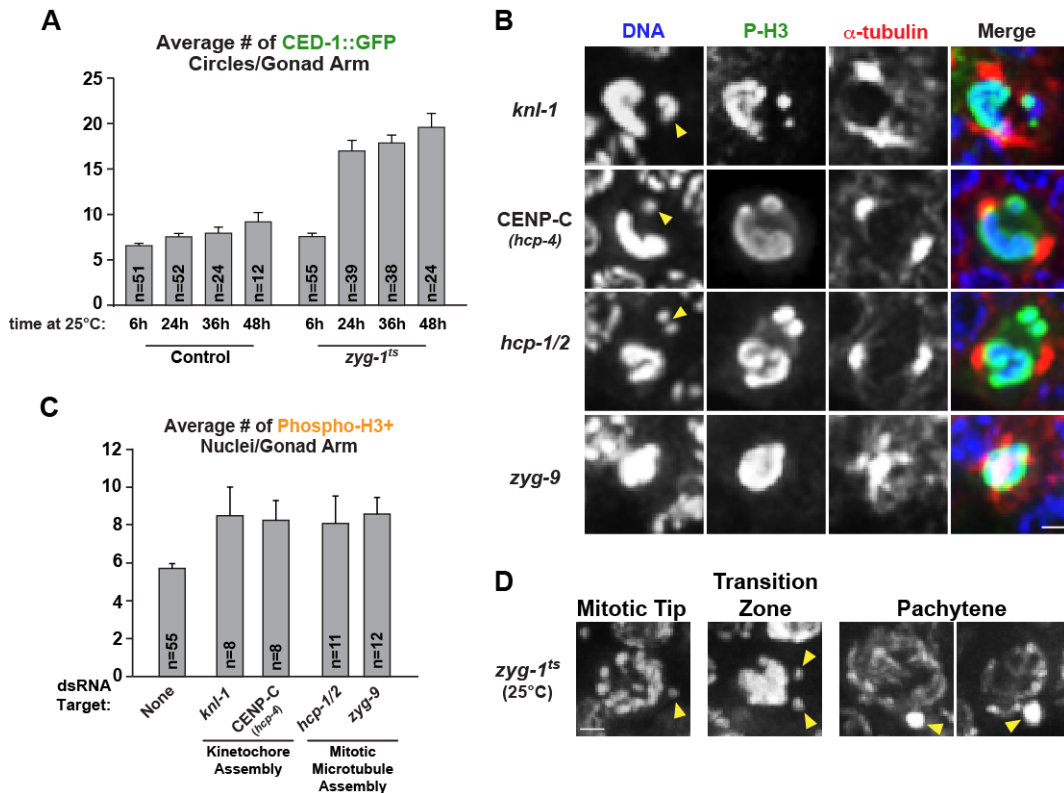 A
Average # of CED-1::GFP
Circles/Gonad Arm
25
20
15
10
5
0
n=51
n=52
n=24
n=12
n=55
n=39
n=38
n=24
time at 25°C: 6h 24h 36h 48h 6h 24h 36h 48h
Control zyg-1ts
B
DNA P-H3 α-tubulin Merge
knl-1
CENP-C
(hcp-4)
hcp-1/2
zyg-9
C
Average # of Phospho-H3+
Nuclei/Gonad Arm
12
10
8
6
4
2
0
n=55
n=8
n=8
n=11
n=12
dsRNA
Target:
None
knl-1
CENP-C
(hcp-4)
hcp-1/2
zyg-9
Kinetochore
Assembly
Mitotic
Microtubule
Assembly
D
Mitotic Tip
Transition
Zone
Pachytene
zyg-1ts
(25°C)